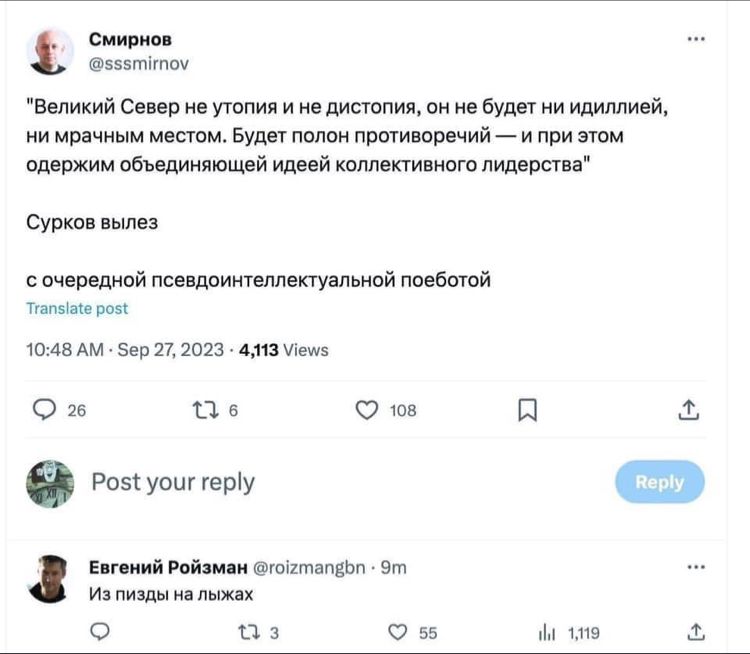 Смирнов
@sssmirnov
"Великий Север не утопия и не дистопия, он не будет ни идиллией,
ни мрачным местом. Будет полон противоречий — и при этом
одержим объединяющей идеей коллективного лидерства"
Сурков вылез
с очередной псевдоинтеллектуальной поеботой
Translate post
10:48 AM · Sep 27, 2023 · 4,113 Views
26 6 108
Post your reply
Reply
Евгений Ройзман @roizmangbn · 9m
Из пизды на лыжах
3 55 1,119